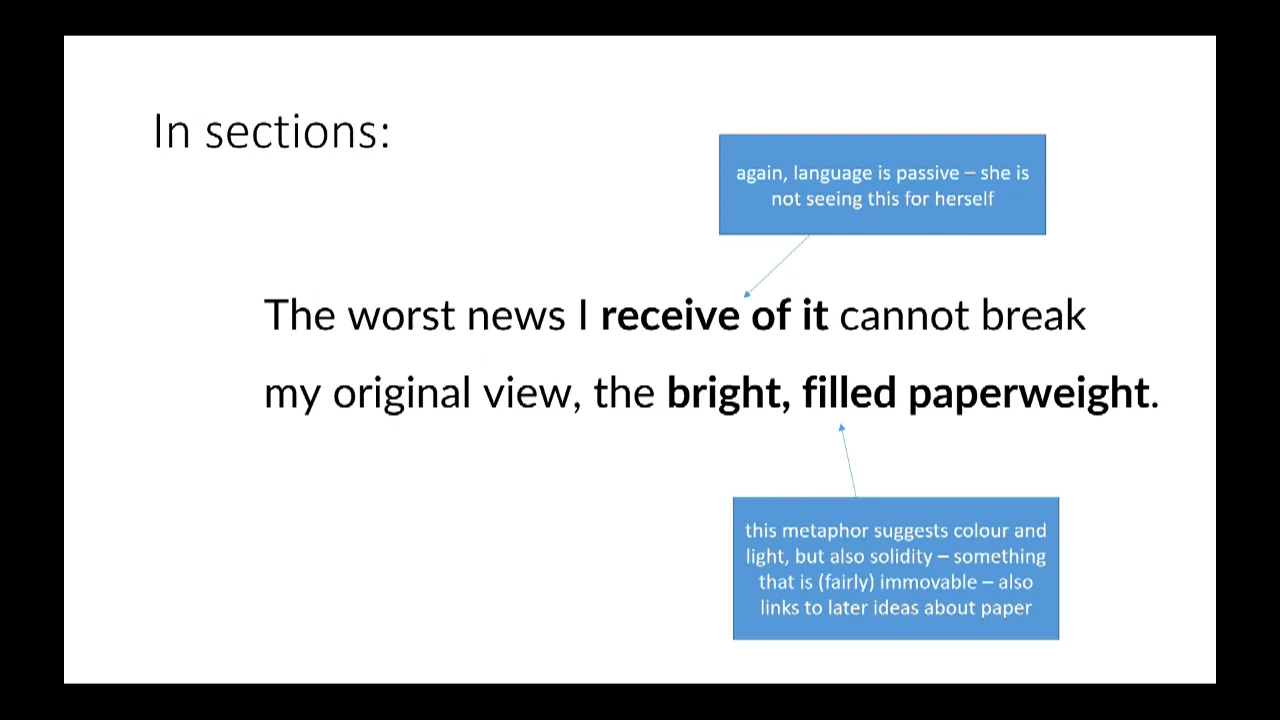 In sections:
again, language is passive – she is
not seeing this for herself
The worst news I receive of it cannot break
my original view, the bright, filled paperweight.
this metaphor suggests colour and
light, but also solidity – something
that is (fairly) immovable – also
links to later ideas about paper